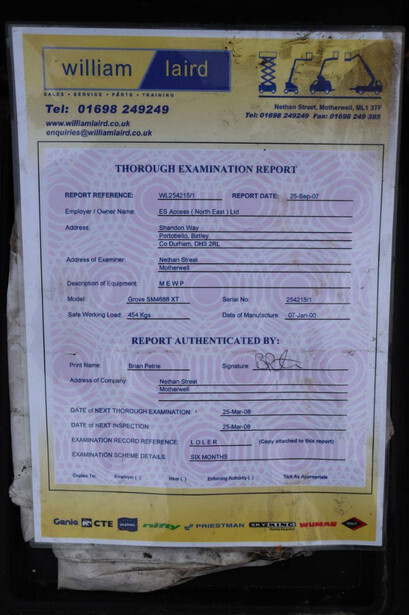 william laird
SALES • SERVICE • PARTS • TRAINING
Tel: 01698 249249
www.williamlaird.co.uk
enquiries@williamlaird.co.uk
Nethan Street, Motherwell, ML1 3TF
Tel: 01698 249249 Fax: 01698 249 385
THOROUGH EXAMINATION REPORT
REPORT REFERENCE: WL254215/1 REPORT DATE: 25-Sep-07
Employer / Owner Name: ES Access ( North East ) Ltd
Address: Shandon Way
Portobello, Birtley
Co Durham, DH3 2RL
Address of Examiner: Nethan Street
Motherwell
Description of Equipment: M E W P
Model: Grove SM4688 XT Serial No: 254215/1
Safe Working Load: 454 Kgs Date of Manufacture: 07-Jan-00
REPORT AUTHENTICATED BY:
Print Name: Brian Petrie Signature:
Address of Company: Nethan Street
Motherwell
DATE of NEXT THOROUGH EXAMINATION: 25-Mar-08
DATE of NEXT INSPECTION: 25-Mar-08
EXAMINATION RECORD REFERENCE: L O L E R (Copy attached to this report)
EXAMINATION SCHEME DETAILS: SIX MONTHS
Copies To: Employer ( ) Hirer ( ) Enforcing Authority ( ) Tick As Appropriate
Genie CTE niftylift PRIESTMAN SKYKING WUMAG